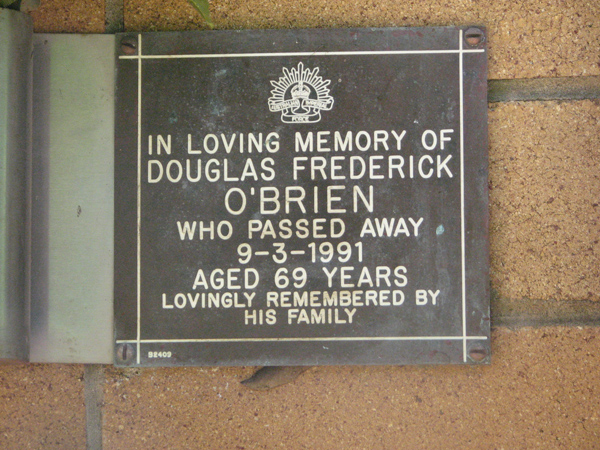 IN LOVING MEMORY OF
DOUGLAS FREDERICK
O'BRIEN
WHO PASSED AWAY
9-3-1991
AGED 69 YEARS
LOVINGLY REMEMBERED BY
HIS FAMILY
B2409